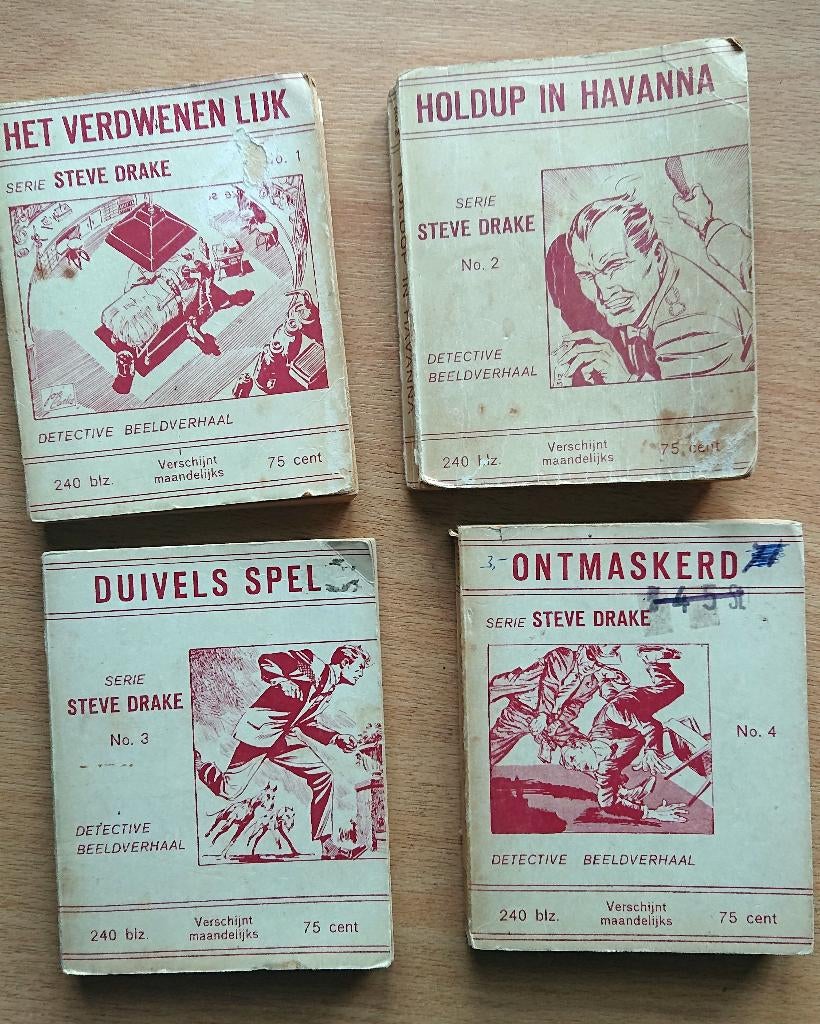 HET VERDWENEN LIJK
SERIE STEVE DRAKE
No. 1
DETECTIVE BEELDVERHAAL
240 blz.
Verschijnt
maandelijks
75 cent
HOLDUP IN HAVANNA
SERIE
STEVE DRAKE
No. 2
DETECTIVE
BEELDVERHAAL
240 blz.
Verschijnt
maandelijks
75 cent
HOLDUP IN HAVANNA
DUIVELS SPEL
SERIE
STEVE DRAKE
No. 3
DETECTIVE
BEELDVERHAAL
240 blz.
Verschijnt
maandelijks
75 cent
3,-
ONTMASKERD
SERIE STEVE DRAKE
No. 4
DETECTIVE BEELDVERHAAL
240 blz.
Verschijnt
maandelijks
75 cent